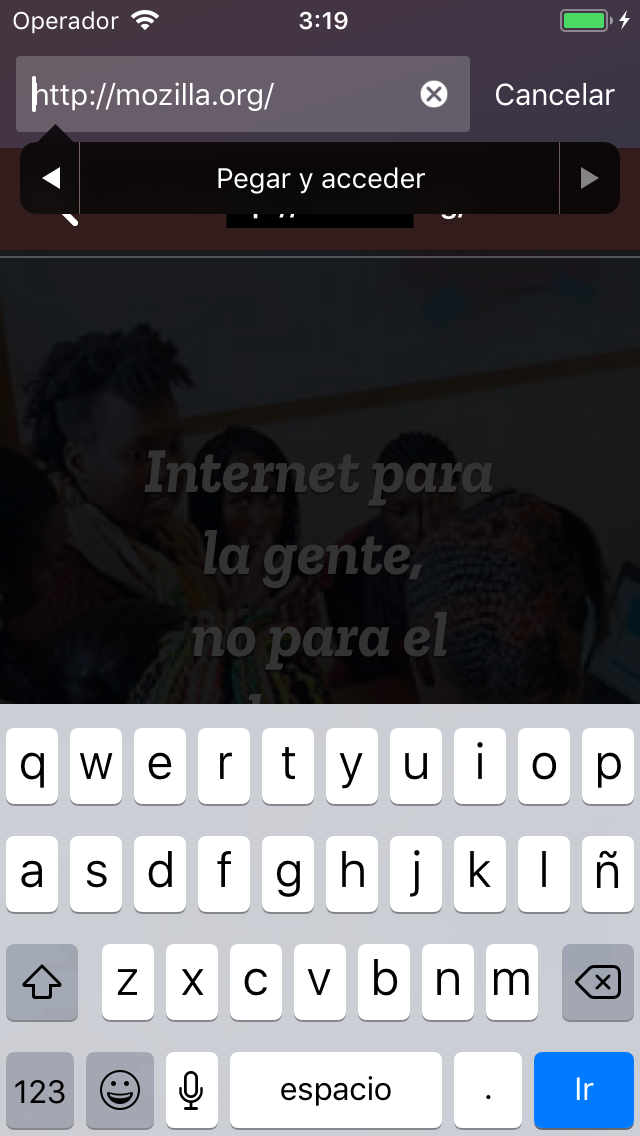 Operador
3:19
http://mozilla.org/
Cancelar
Pegar y acceder
Internet para
la gente,
no para el
q w e r t y u i o p
a s d f g h j k l ñ
z x c v b n m
123
espacio
.
Ir